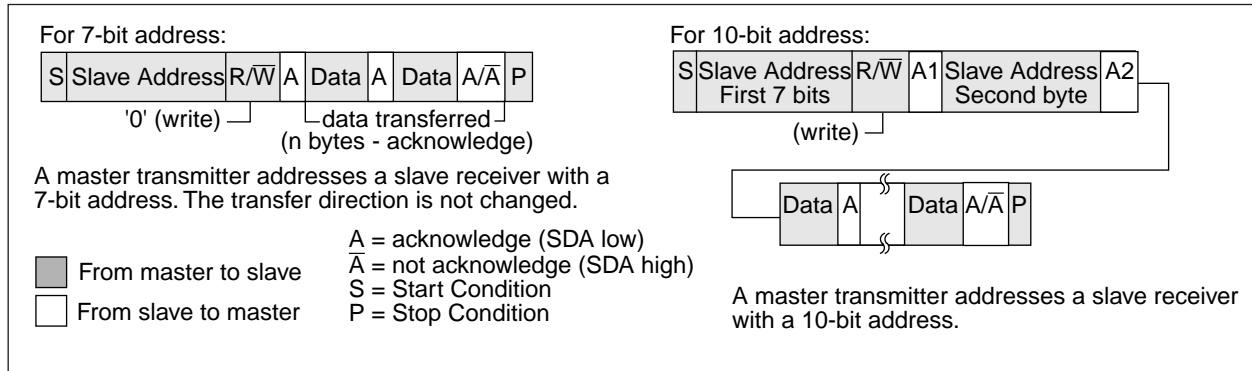 For 7-bit address:
S Slave Address R/W̅ A Data A Data A/A̅ P
'0' (write)
data transferred
(n bytes - acknowledge)
A master transmitter addresses a slave receiver with a
7-bit address. The transfer direction is not changed.
From master to slave
From slave to master
A = acknowledge (SDA low)
A̅ = not acknowledge (SDA high)
S = Start Condition
P = Stop Condition
For 10-bit address:
S Slave Address R/W̅ A1 Slave Address A2
First 7 bits Second byte
(write)
Data A Data A/A̅ P
A master transmitter addresses a slave receiver
with a 10-bit address.